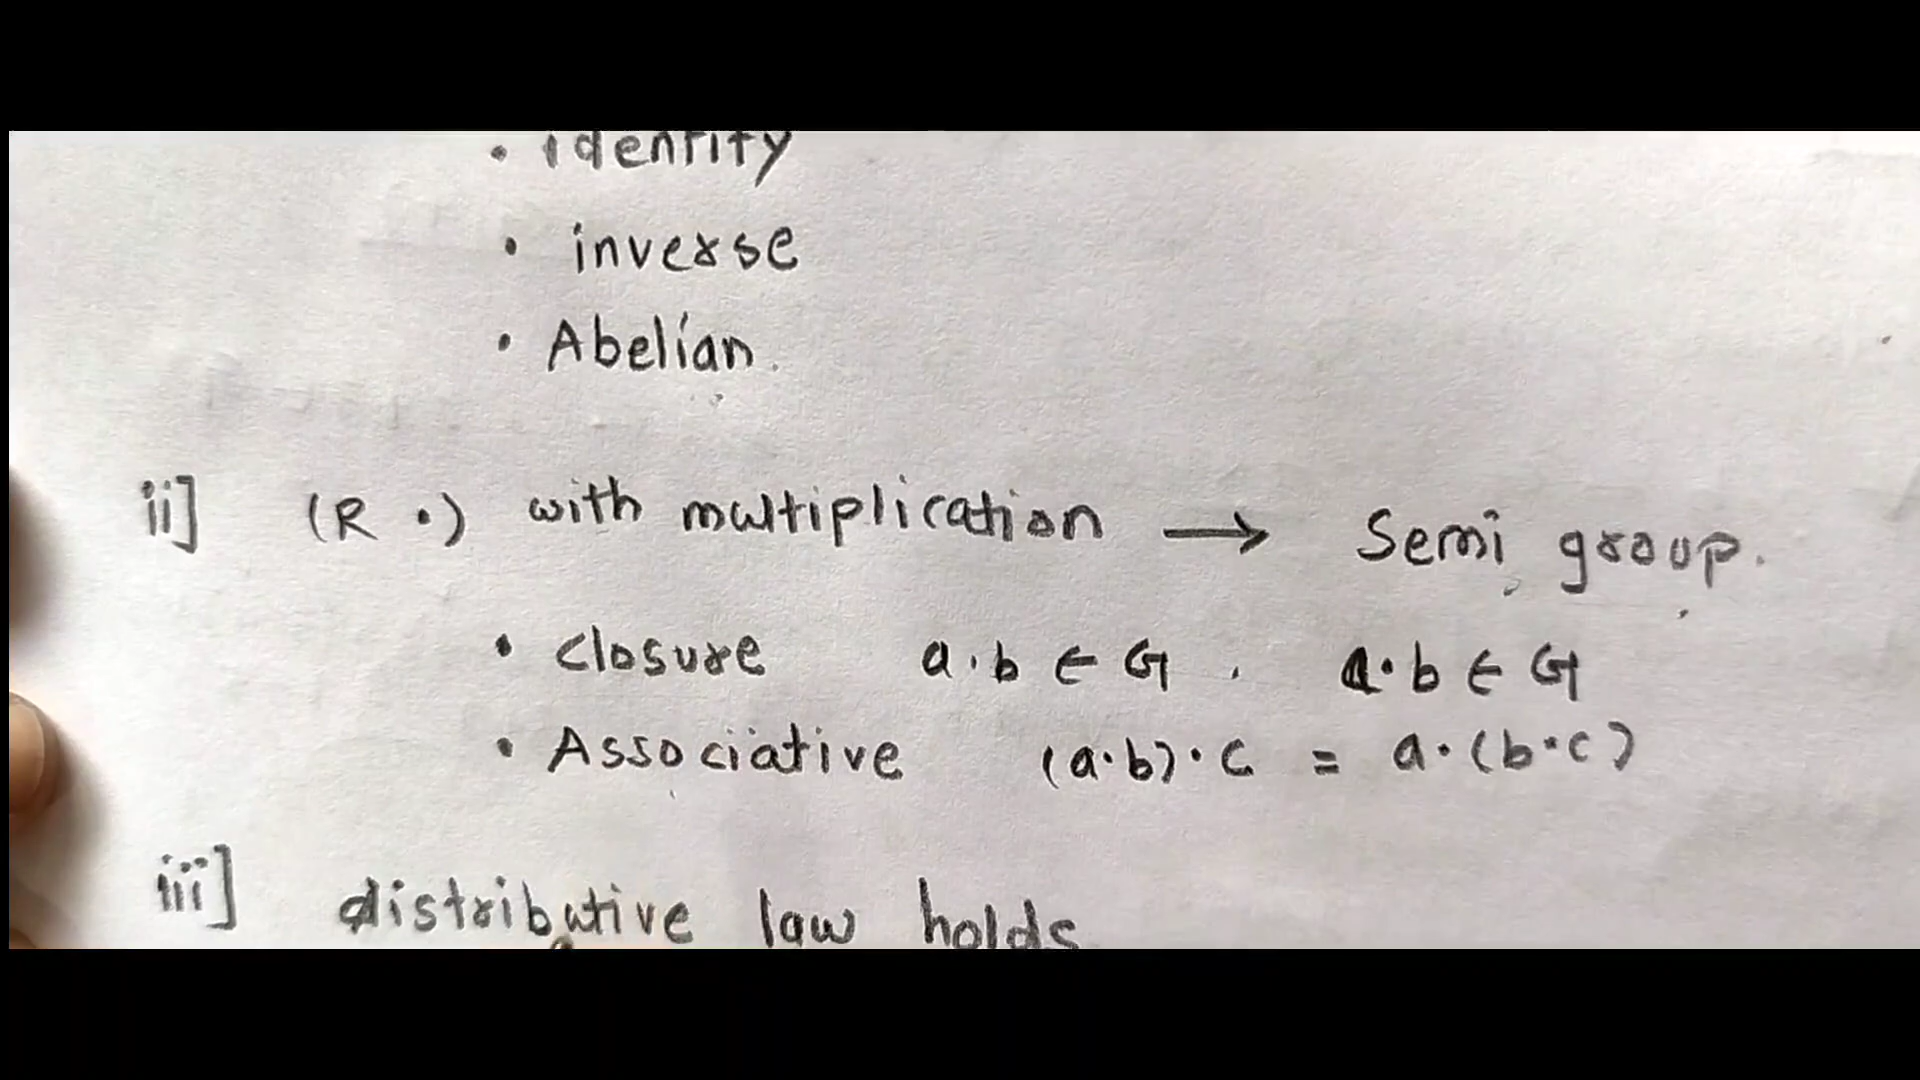 • identity
• inverse
• Abelian.
ii] (R •) with multiplication → Semi group.
• closure a.b ∈ G . a.b ∈ G
• Associative (a.b).c = a.(b.c)
iii] distributive law holds